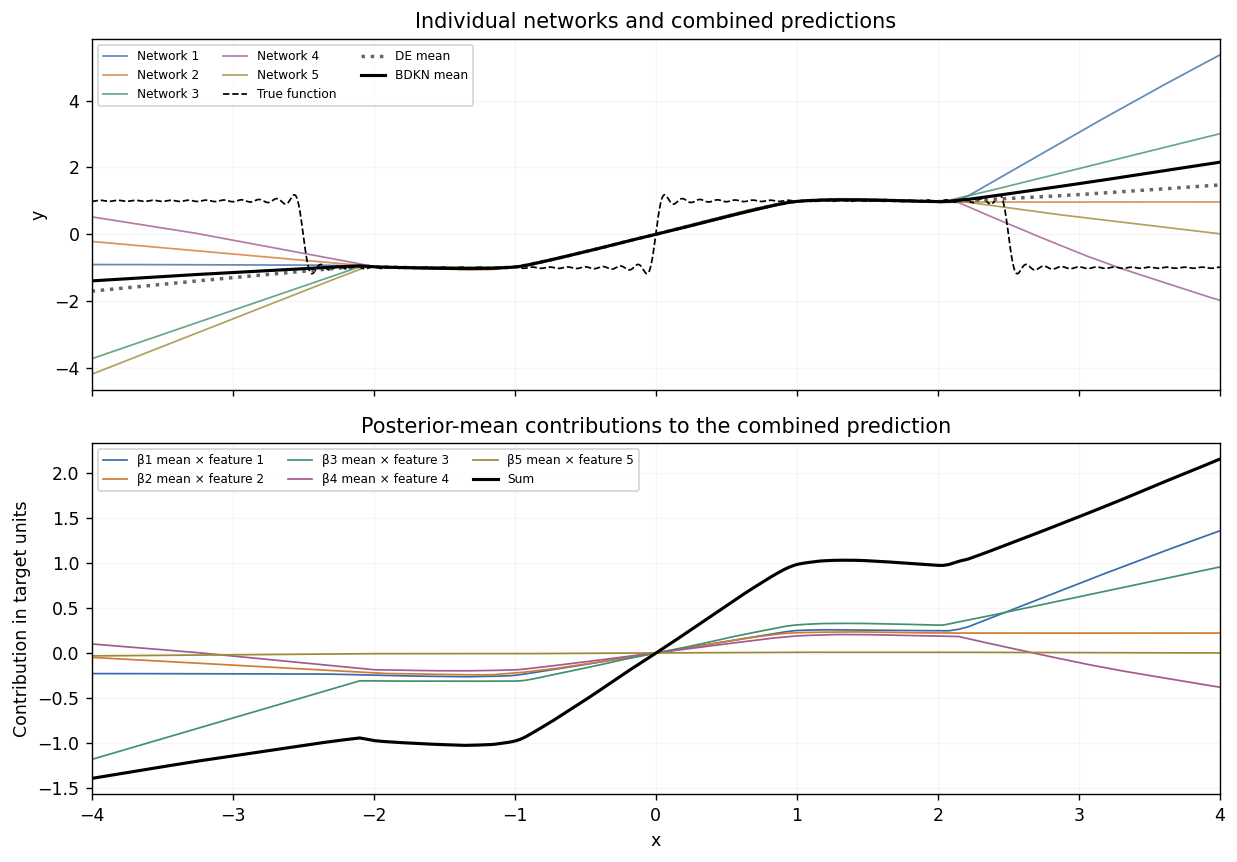 Individual networks and combined predictions
Network 1
Network 2
Network 3
Network 4
Network 5
True function
DE mean
BDKN mean
y
4
2
0
−2
−4
Posterior-mean contributions to the combined prediction
β1 mean × feature 1
β2 mean × feature 2
β3 mean × feature 3
β4 mean × feature 4
β5 mean × feature 5
Sum
Contribution in target units
2.0
1.5
1.0
0.5
0.0
−0.5
−1.0
−1.5
−4
−3
−2
−1
0
1
2
3
4
x